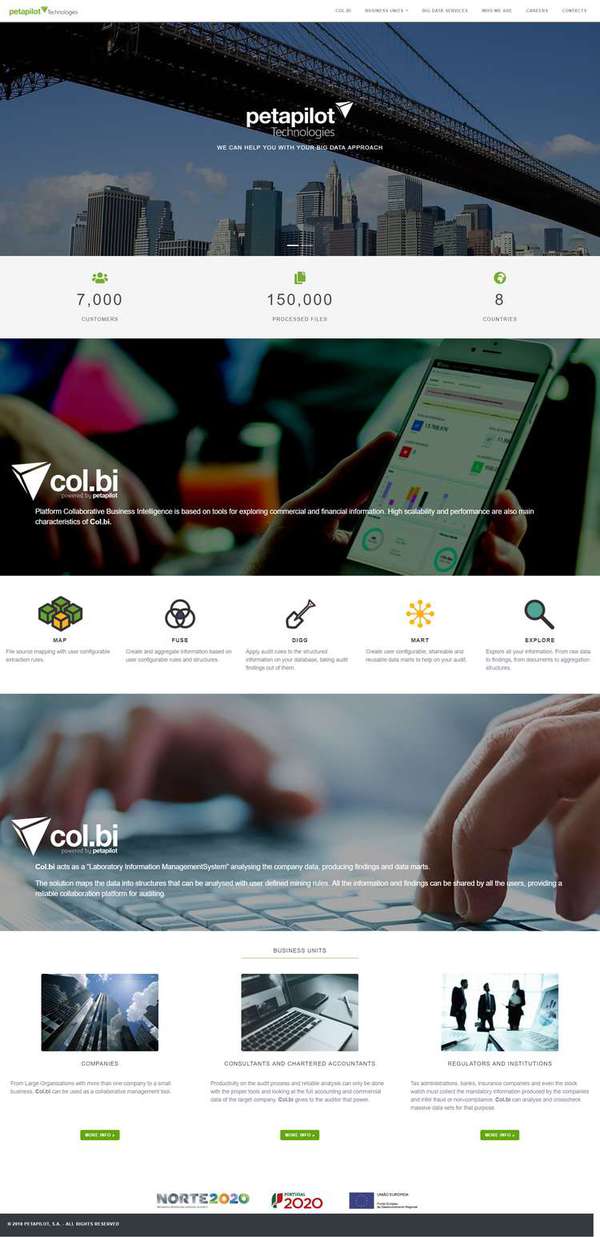 petapilot Technologies
COL.BI BUSINESS UNITS BIG DATA SERVICES WHO WE ARE CAREERS CONTACTS
petapilot
Technologies
WE CAN HELP YOU WITH YOUR BIG DATA APPROACH
7,000 150,000 8
CUSTOMERS PROCESSED FILES COUNTRIES
col.bi
powered by petapilot
Platform Collaborative Business Intelligence is based on tools for exploring commercial and financial information. High scalability and performance are also main
characteristics of Col.bi.
MAP
File source mapping with user configurable
extraction rules.
FUSE
Create and aggregate information based on
user configurable rules and structures.
DIGG
Apply audit rules to the structured
information on your database, taking audit
findings out of them.
MART
Create user configurable, shareable and
reusable data marts to help on your audit.
EXPLORE
Explore all your information. From raw data
to findings, from documents to aggregation
structures.
col.bi
powered by petapilot
Col.bi acts as a "Laboratory Information ManagementSystem" analysing the company data, producing findings and data marts.
The solution maps the data into structures that can be analysed with user defined mining rules. All the information and findings can be shared by all the users, providing a
reliable collaboration platform for auditing.
BUSINESS UNITS
COMPANIES
From Large Organisations with more than one company to a small
business. Col.bi can be used as a collaborative management tool.
MORE INFO
CONSULTANTS AND CHARTERED ACCOUNTANTS
Productivity on the audit process and reliable analysis can only be done
with the proper tools and looking at the full accounting and commercial
data of the target company. Col.bi gives to the auditor that power.
MORE INFO
REGULATORS AND INSTITUTIONS
Tax administrations, banks, insurance companies and even the stock
watch must collect the mandatory information produced by the companies
and infer fraud or non-compliance. Col.bi can analyse and crosscheck
massive data sets for that purpose.
MORE INFO
NORTE2020
PORTUGAL
2020
UNIÃO EUROPEIA
Fundo Europeu
de Desenvolvimento Regional
© 2018 PETAPILOT, S.A. - ALL RIGHTS RESERVED